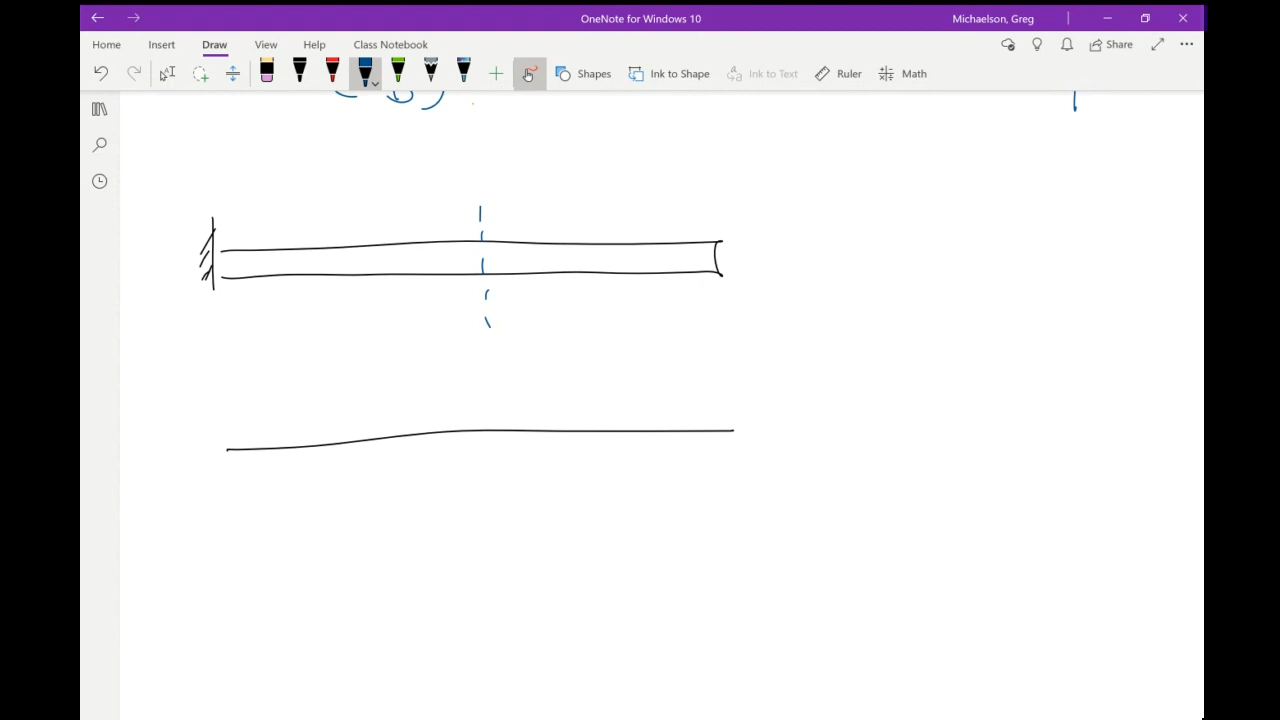 OneNote for Windows 10
Michaelson, Greg
Home Insert Draw View Help Class Notebook
Share
Shapes Ink to Shape Ink to Text Ruler Math